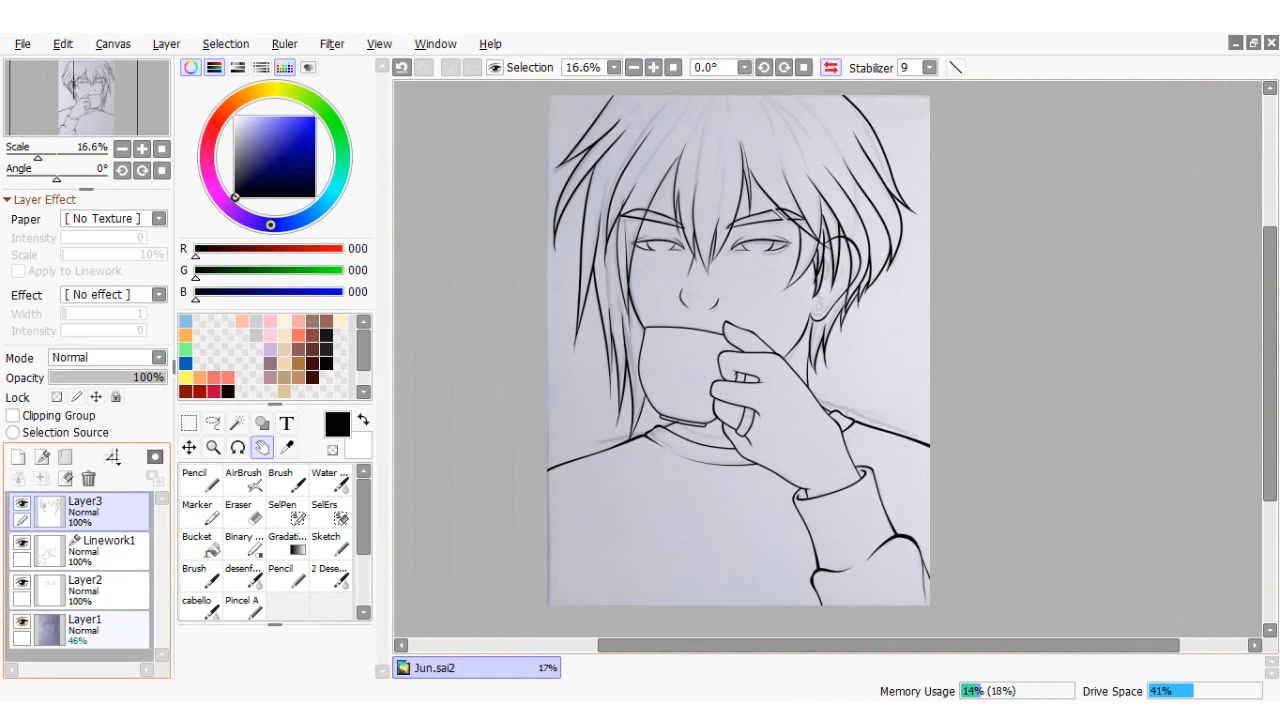 File Edit Canvas Layer Selection Ruler Filter View Window Help
Selection 16.6% 0.0° Stabilizer 9
Scale 16.6%
Angle 0°
Layer Effect
Paper [ No Texture ]
Intensity 0
Scale 10%
Apply to Linework
Effect [ No effect ]
Width 1
Intensity 0
Mode Normal
Opacity 100%
Lock
Clipping Group
Selection Source
Layer3
Normal
100%
Linework1
Normal
100%
Layer2
Normal
100%
Layer1
Normal
46%
R 000
G 000
B 000
T
Pencil AirBrush Brush Water ...
Marker Eraser SelPen SelErs
Bucket Binary ... Gradati... Sketch
Brush desenf... Pencil 2 Dese...
cabello Pincel A
Jun.sai2 17%
Memory Usage 14% (18%) Drive Space 41%